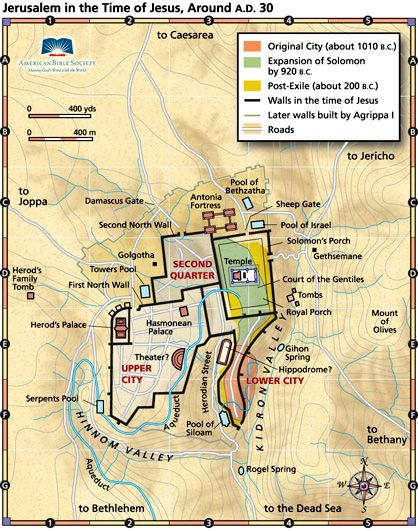 Jerusalem in the Time of Jesus, Around A.D. 30
1 2 3 4 5
to Caesarea
AMERICAN BIBLE SOCIETY
Sharing God's Word with the World
Original City (about 1010 B.C.)
Expansion of Solomon
by 920 B.C.
Post-Exile (about 200 B.C.)
Walls in the time of Jesus
Later walls built by Agrippa I
Roads
A
A
0 400 yds
0 400 m
B
B
to Jericho
to
Joppa
Pool of
Bethzatha
Damascus Gate
Antonia
Fortress
Sheep Gate
C
C
Second North Wall
Pool of Israel
Solomon's Porch
Gethsemane
Golgotha
SECOND
QUARTER
Temple
Towers Pool
D
D
Herod's
Family
Tomb
First North Wall
Court of the Gentiles
Tombs
Royal Porch
Hasmonean
Palace
Herod's Palace
Mount
of
Olives
E
E
Gihon
Spring
Theater?
Hippodrome?
UPPER
CITY
Herodian Street
LOWER CITY
KIDRON VALLEY
Serpents Pool
Aqueduct
F
F
Pool of
Siloam
HINNOM VALLEY
to
Bethany
Aqueduct
Rogel Spring
N
W E
S
G
G
to Bethlehem
to the Dead Sea
1 2 3 4 5